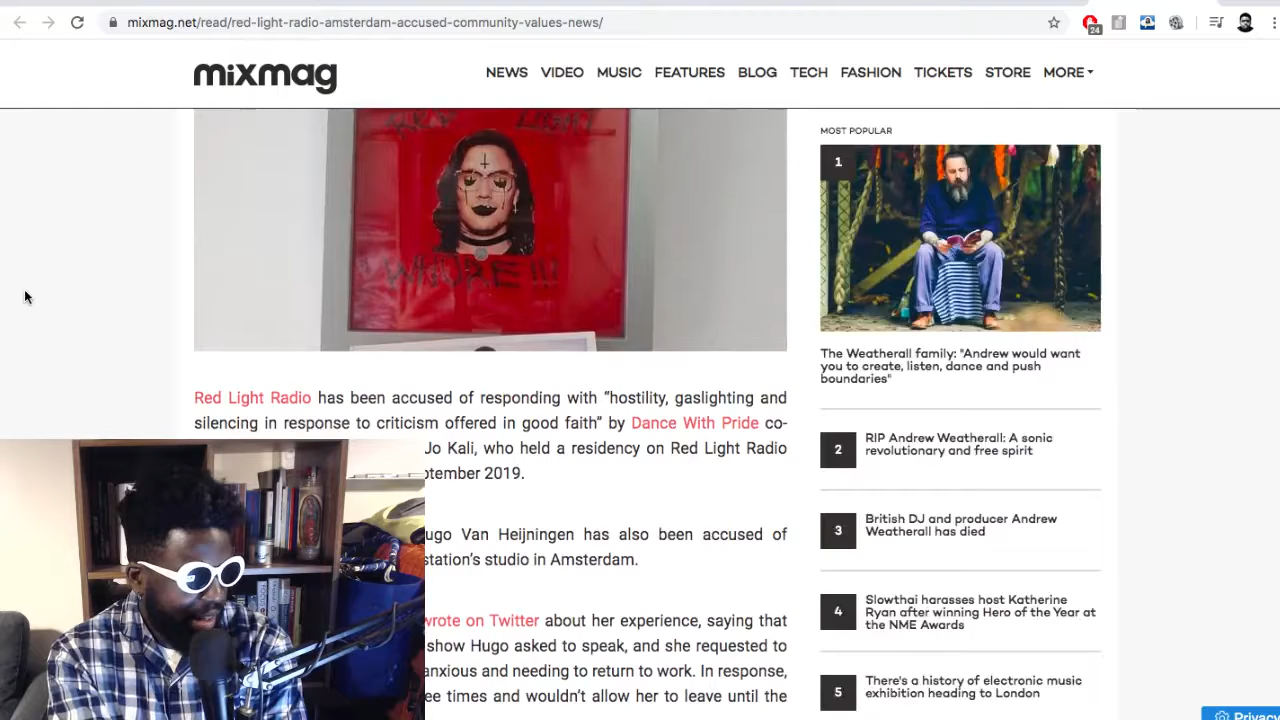 mixmag.net/read/red-light-radio-amsterdam-accused-community-values-news/
24
mixmag
NEWS VIDEO MUSIC FEATURES BLOG TECH FASHION TICKETS STORE MORE
RED LIGHT
WHORE!!!
Red Light Radio has been accused of responding with “hostility, gaslighting and
silencing in response to criticism offered in good faith” by Dance With Pride co-
Jo Kali, who held a residency on Red Light Radio
ptember 2019.
ugo Van Heijningen has also been accused of
station’s studio in Amsterdam.
wrote on Twitter about her experience, saying that
show Hugo asked to speak, and she requested to
anxious and needing to return to work. In response,
ee times and wouldn’t allow her to leave until the
MOST POPULAR
1
The Weatherall family: "Andrew would want
you to create, listen, dance and push
boundaries"
2
RIP Andrew Weatherall: A sonic
revolutionary and free spirit
3
British DJ and producer Andrew
Weatherall has died
4
Slowthai harasses host Katherine
Ryan after winning Hero of the Year at
the NME Awards
5
There's a history of electronic music
exhibition heading to London
Privacy